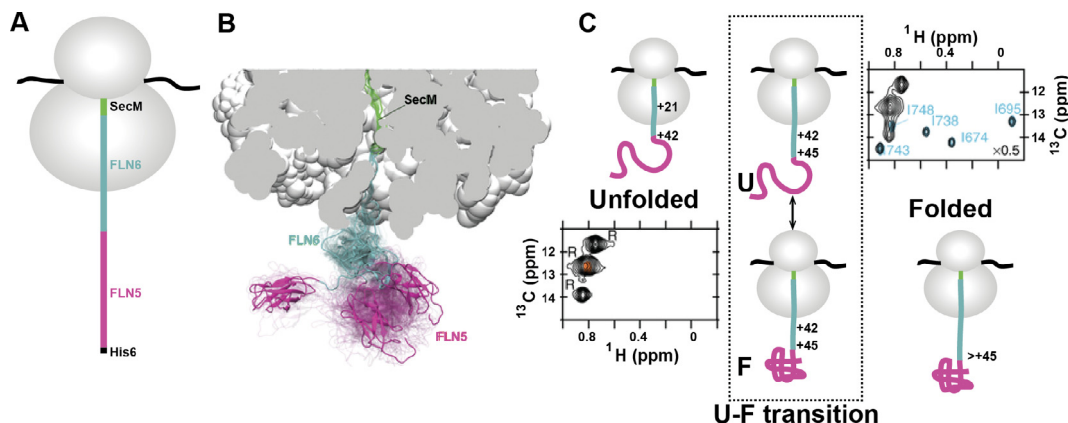 A
SecM
FLN6
FLN5
His6
B
SecM
FLN6
FLN5
C
+21
+42
Unfolded
R
R
R
12
13
14
13C (ppm)
0.8
0.4
0
1H (ppm)
+42
+45
U
F
+42
+45
U-F transition
1H (ppm)
0.8
0.4
0
I748
I738
I695
I674
I743
×0.5
12
13
14
13C (ppm)
Folded
>+45